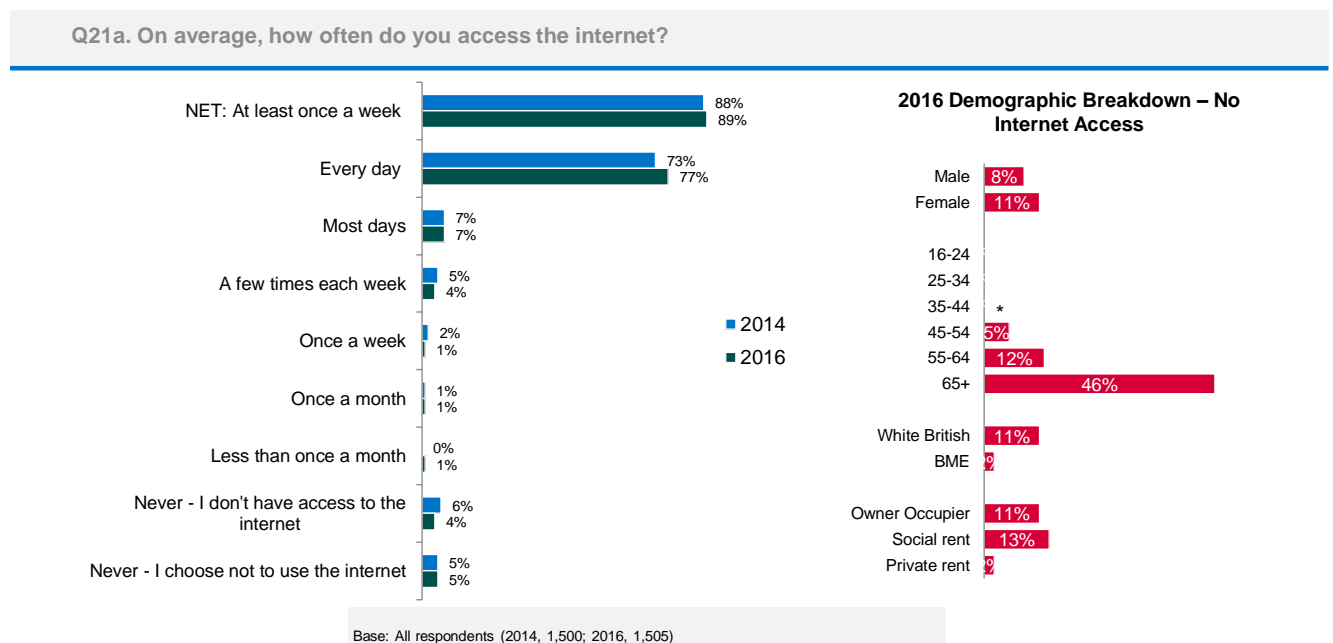 Q21a. On average, how often do you access the internet?
NET: At least once a week
88%
89%
Every day
73%
77%
Most days
7%
7%
A few times each week
5%
4%
Once a week
2%
1%
Once a month
1%
1%
Less than once a month
0%
1%
Never - I don't have access to the
internet
6%
4%
Never - I choose not to use the internet
5%
5%
2014
2016
2016 Demographic Breakdown – No
Internet Access
Male
8%
Female
11%
16-24
25-34
35-44
*
45-54
5%
55-64
12%
65+
46%
White British
11%
BME
Owner Occupier
11%
Social rent
13%
Private rent
Base: All respondents (2014, 1,500; 2016, 1,505)